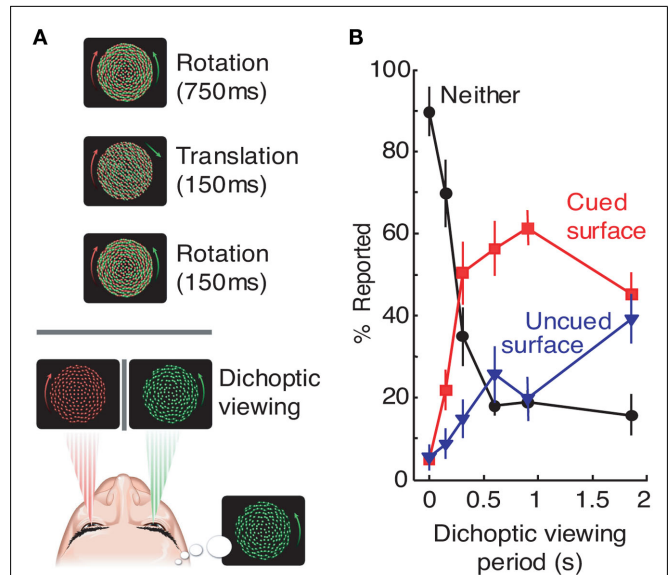 A
Rotation
(750ms)
Translation
(150ms)
Rotation
(150ms)
Dichoptic
viewing
B
100
80
60
40
20
0
% Reported
Neither
Cued
surface
Uncued
surface
0 0.5 1 1.5 2
Dichoptic viewing
period (s)